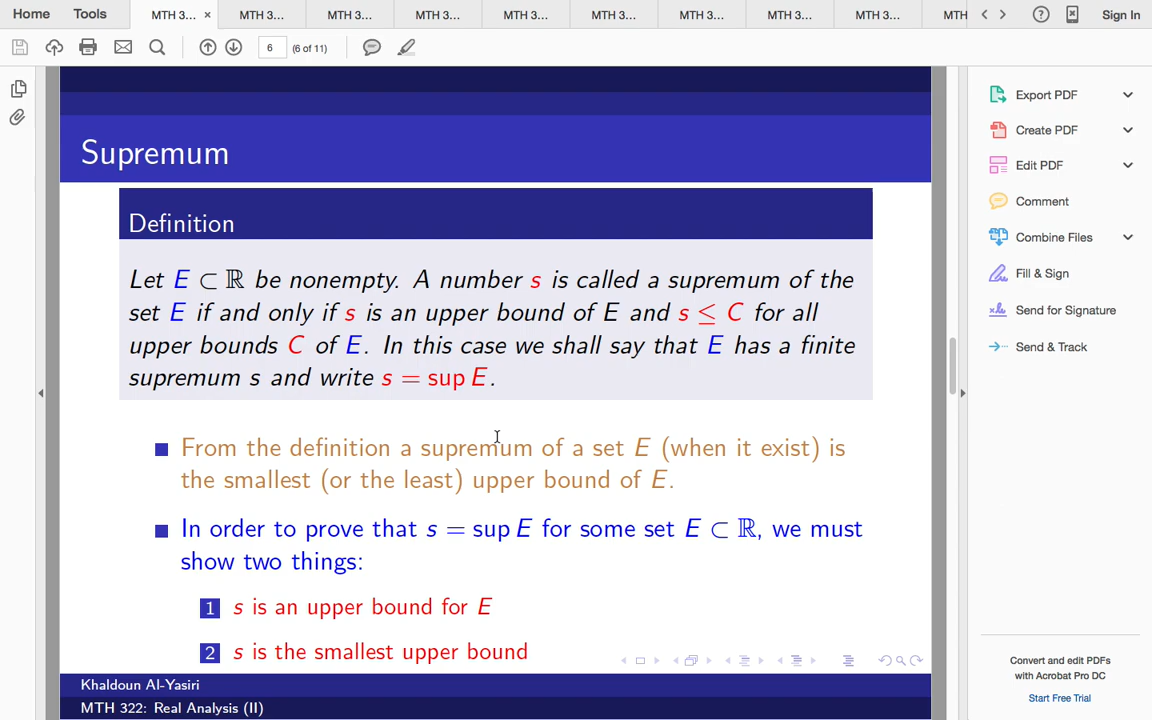 Home Tools MTH 3... × MTH 3... MTH 3... MTH 3... MTH 3... MTH 3... MTH 3... MTH 3... MTH 3... MTH Sign In
6 (6 of 11)
Supremum
Definition
Let E ⊂ ℝ be nonempty. A number s is called a supremum of the
set E if and only if s is an upper bound of E and s ≤ C for all
upper bounds C of E. In this case we shall say that E has a finite
supremum s and write s = sup E.
From the definition a supremum of a set E (when it exist) is
the smallest (or the least) upper bound of E.
In order to prove that s = sup E for some set E ⊂ ℝ, we must
show two things:
1 s is an upper bound for E
2 s is the smallest upper bound
Khaldoun Al-Yasiri
MTH 322: Real Analysis (II)
Export PDF
Create PDF
Edit PDF
Comment
Combine Files
Fill & Sign
Send for Signature
Send & Track
Convert and edit PDFs
with Acrobat Pro DC
Start Free Trial